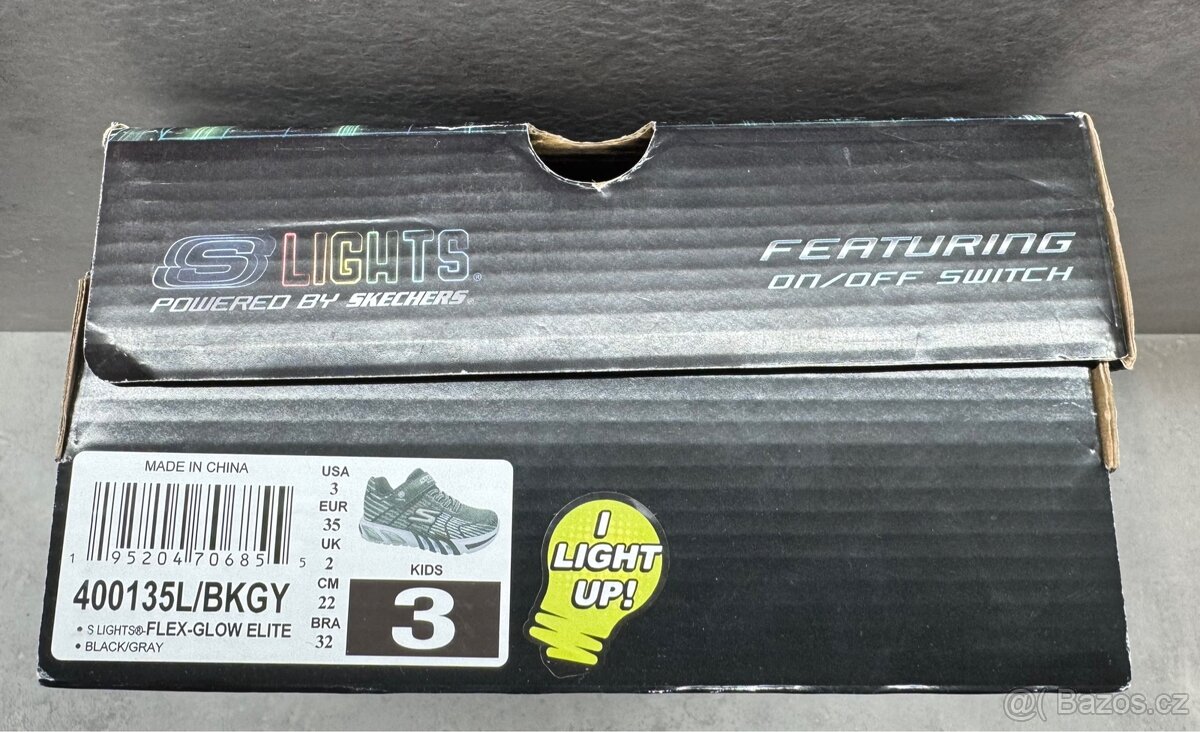 S LIGHTS®
POWERED BY SKECHERS
FEATURING
ON/OFF SWITCH
MADE IN CHINA
1 95204 70685 5
400135L/BKGY
• S LIGHTS®-FLEX-GLOW ELITE
• BLACK/GRAY
USA
3
EUR
35
UK
2
CM
22
BRA
32
KIDS
3
I
LIGHT
UP!
@( Bazoš.cz